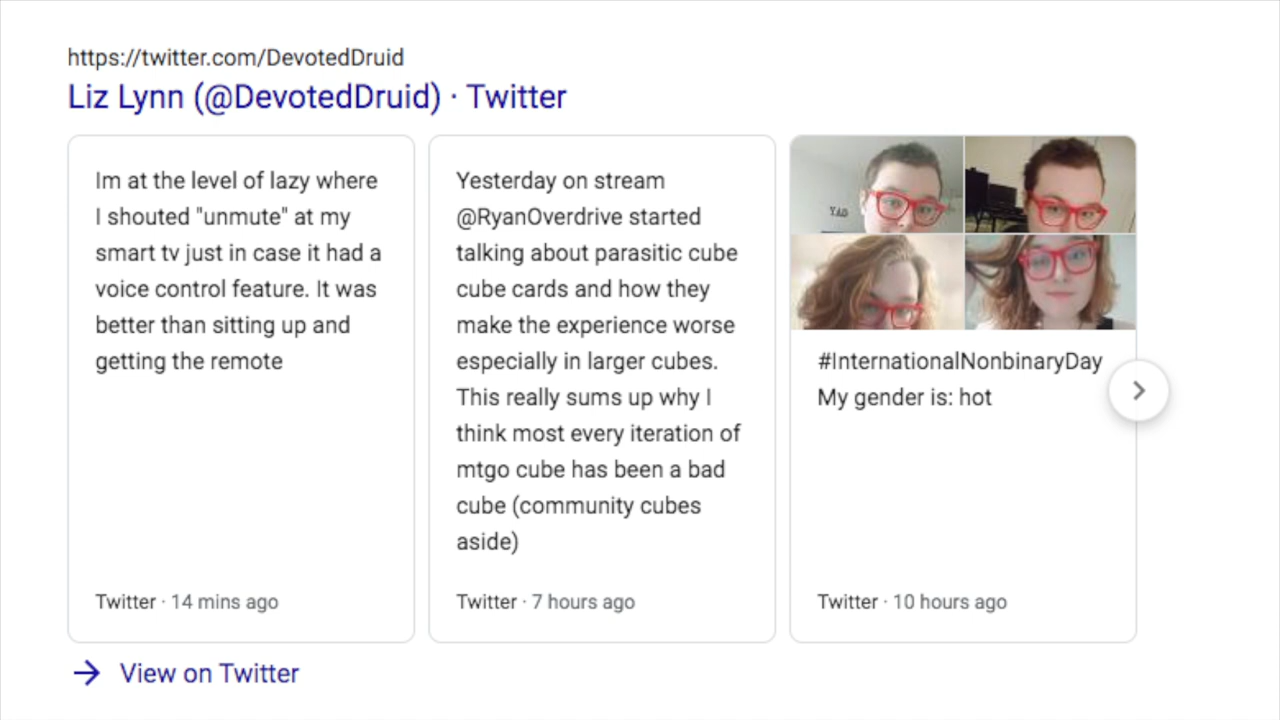 https://twitter.com/DevotedDruid
Liz Lynn (@DevotedDruid) · Twitter
Im at the level of lazy where
I shouted "unmute" at my
smart tv just in case it had a
voice control feature. It was
better than sitting up and
getting the remote
Twitter · 14 mins ago
Yesterday on stream
@RyanOverdrive started
talking about parasitic cube
cube cards and how they
make the experience worse
especially in larger cubes.
This really sums up why I
think most every iteration of
mtgo cube has been a bad
cube (community cubes
aside)
Twitter · 7 hours ago
#InternationalNonbinaryDay
My gender is: hot
Twitter · 10 hours ago
View on Twitter